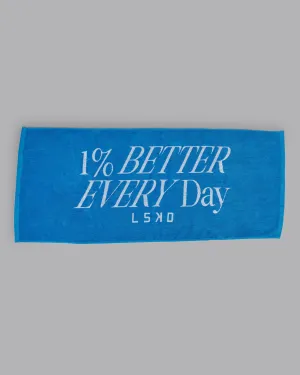 1% BETTER
EVERY Day
LSKD